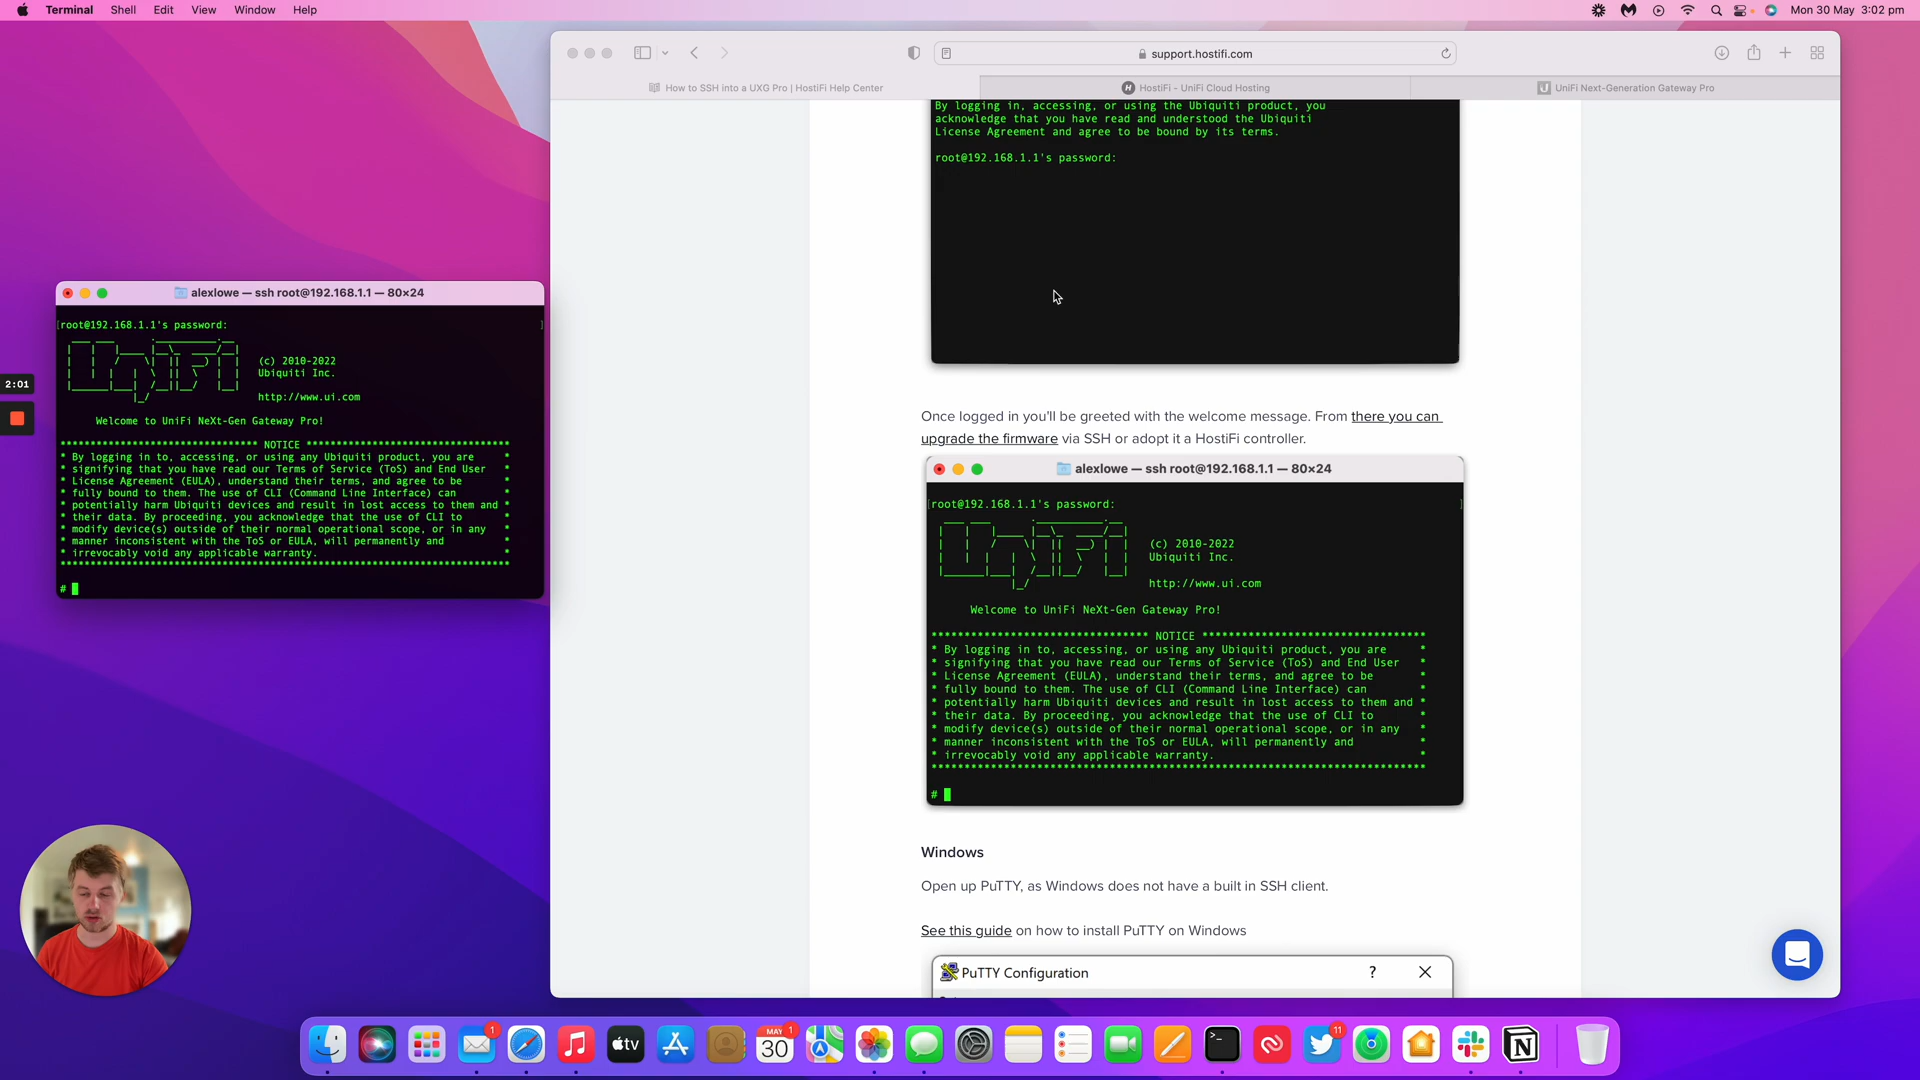 Terminal Shell Edit View Window Help
Mon 30 May 3:02 pm
support.hostifi.com
How to SSH into a UXG Pro | HostiFi Help Center
HostiFi - UniFi Cloud Hosting
UniFi Next-Generation Gateway Pro
By logging in, accessing, or using the Ubiquiti product, you
acknowledge that you have read and understood the Ubiquiti
License Agreement and agree to be bound by its terms.
root@192.168.1.1's password:
alexlowe — ssh root@192.168.1.1 — 80×24
root@192.168.1.1's password:
UniFi
(c) 2010-2022
Ubiquiti Inc.
http://www.ui.com
Welcome to UniFi NeXt-Gen Gateway Pro!
********************************* NOTICE **********************************
* By logging in to, accessing, or using any Ubiquiti product, you are *
* signifying that you have read our Terms of Service (ToS) and End User *
* License Agreement (EULA), understand their terms, and agree to be *
* fully bound to them. The use of CLI (Command Line Interface) can *
* potentially harm Ubiquiti devices and result in lost access to them and *
* their data. By proceeding, you acknowledge that the use of CLI to *
* modify device(s) outside of their normal operational scope, or in any *
* manner inconsistent with the ToS or EULA, will permanently and *
* irrevocably void any applicable warranty. *
***************************************************************************
#
2:01
Once logged in you'll be greeted with the welcome message. From there you can
upgrade the firmware via SSH or adopt it a HostiFi controller.
alexlowe — ssh root@192.168.1.1 — 80×24
root@192.168.1.1's password:
UniFi
(c) 2010-2022
Ubiquiti Inc.
http://www.ui.com
Welcome to UniFi NeXt-Gen Gateway Pro!
********************************* NOTICE **********************************
* By logging in to, accessing, or using any Ubiquiti product, you are *
* signifying that you have read our Terms of Service (ToS) and End User *
* License Agreement (EULA), understand their terms, and agree to be *
* fully bound to them. The use of CLI (Command Line Interface) can *
* potentially harm Ubiquiti devices and result in lost access to them and *
* their data. By proceeding, you acknowledge that the use of CLI to *
* modify device(s) outside of their normal operational scope, or in any *
* manner inconsistent with the ToS or EULA, will permanently and *
* irrevocably void any applicable warranty. *
***************************************************************************
#
Windows
Open up PuTTY, as Windows does not have a built in SSH client.
See this guide on how to install PuTTY on Windows
PuTTY Configuration
?
1
tv
MAY
30
1
11